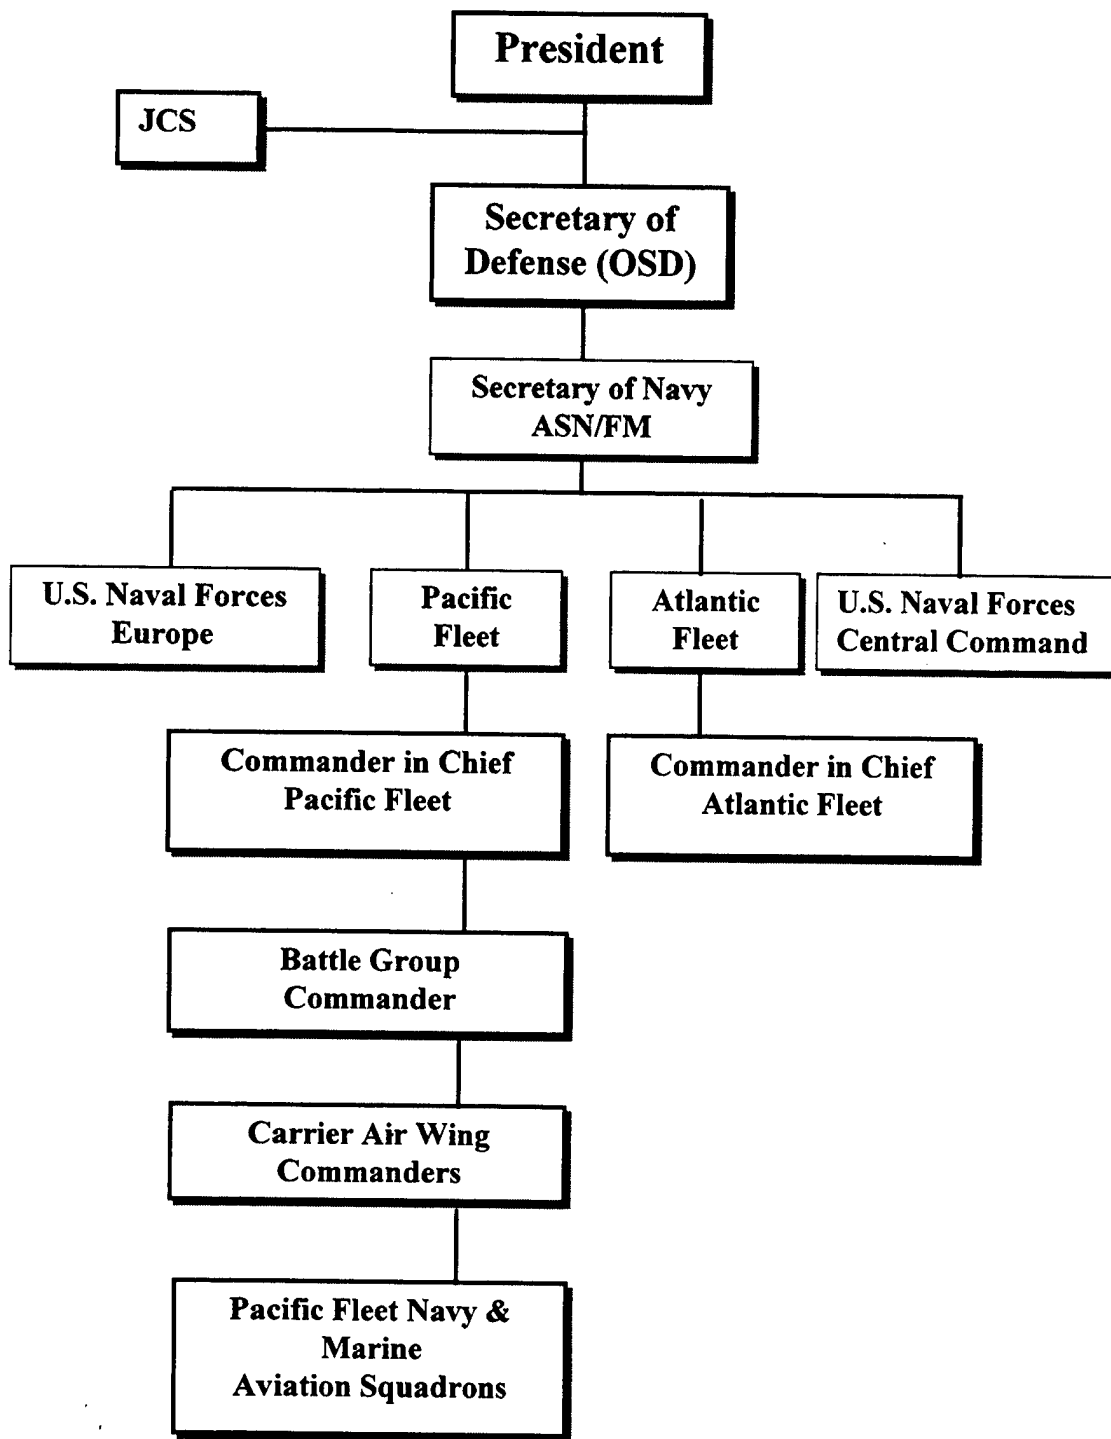 President
JCS
Secretary of
Defense (OSD)
Secretary of Navy
ASN/FM
U.S. Naval Forces
Europe
Pacific
Fleet
Atlantic
Fleet
U.S. Naval Forces
Central Command
Commander in Chief
Pacific Fleet
Commander in Chief
Atlantic Fleet
Battle Group
Commander
Carrier Air Wing
Commanders
Pacific Fleet Navy &
Marine
Aviation Squadrons